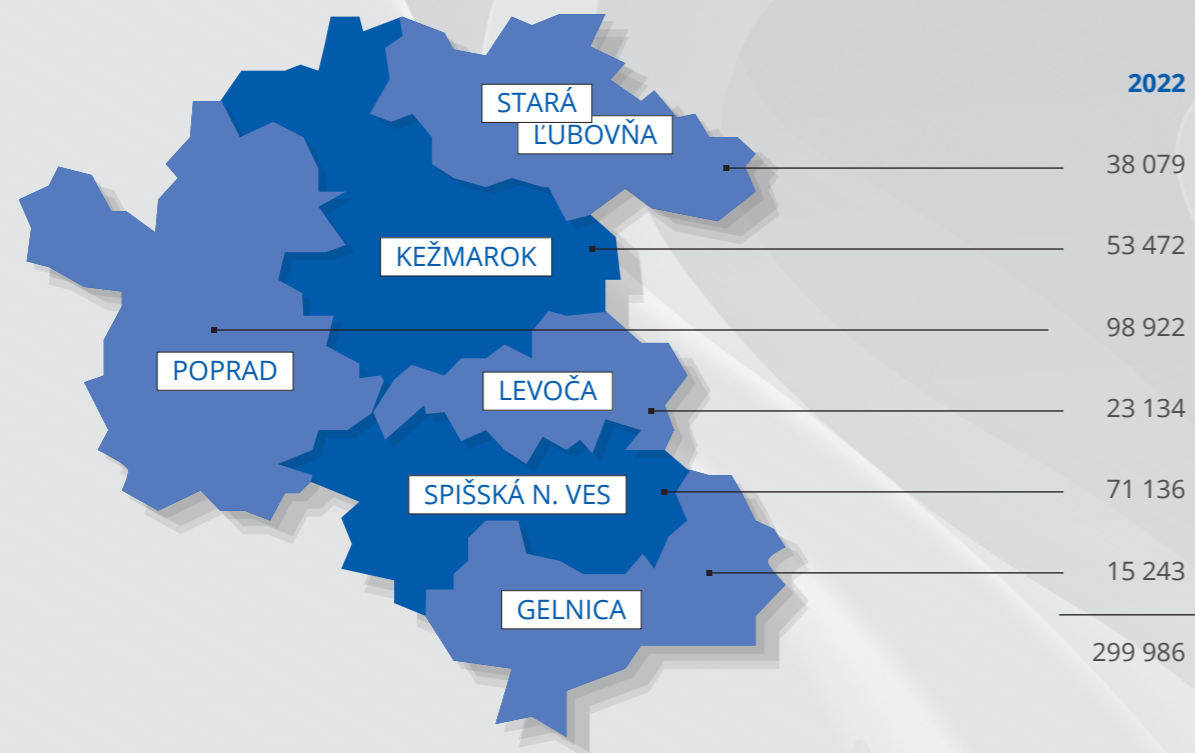 2022
STARÁ
ĽUBOVŇA
38 079
KEŽMAROK
53 472
98 922
POPRAD
LEVOČA
23 134
SPIŠSKÁ N. VES
71 136
15 243
GELNICA
299 986